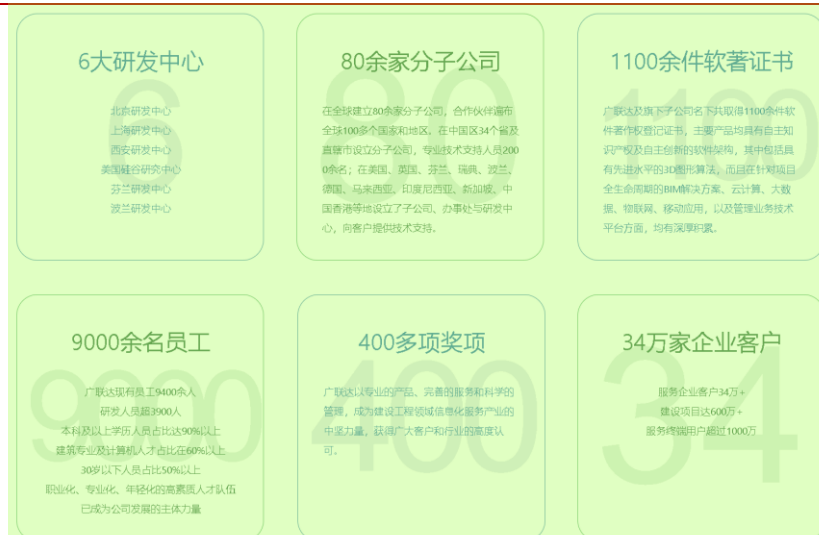 6大研发中心
6
北京研发中心
上海研发中心
西安研发中心
美国硅谷研究中心
芬兰研发中心
波兰研发中心
80余家分子公司
80
在全球建立80余家分子公司，合作伙伴遍布
全球100多个国家和地区。在中国区34个省及
直辖市设立分子公司，专业技术支持人员200
0余名；在美国、英国、芬兰、瑞典、波兰、
德国、马来西亚、印度尼西亚、新加坡、中
国香港等地设立了子公司、办事处与研发中
心，向客户提供技术支持。
1100余件软著证书
1100
广联达及旗下子公司名下共取得1100余件软
件著作权登记证书，主要产品均具有自主知
识产权及自主创新的软件架构，其中包括具
有先进水平的3D图形算法，而且在针对项目
全生命周期的BIM解决方案、云计算、大数
据、物联网、移动应用，以及管理业务技术
平台方面，均有深厚积累。
9000余名员工
9000
广联达现有员工9400余人
研发人员超3900人
本科及以上学历人员占比达90%以上
建筑专业及计算机人才占比在60%以上
30岁以下人员占比50%以上
职业化、专业化、年轻化的高素质人才队伍
已成为公司发展的主体力量
400多项奖项
400
广联达以专业的产品、完善的服务和科学的
管理，成为建设工程领域信息化服务产业的
中坚力量，获得广大客户和行业的高度认
可。
34万家企业客户
34
服务企业客户34万+
建设项目达600万+
服务终端用户超过1000万